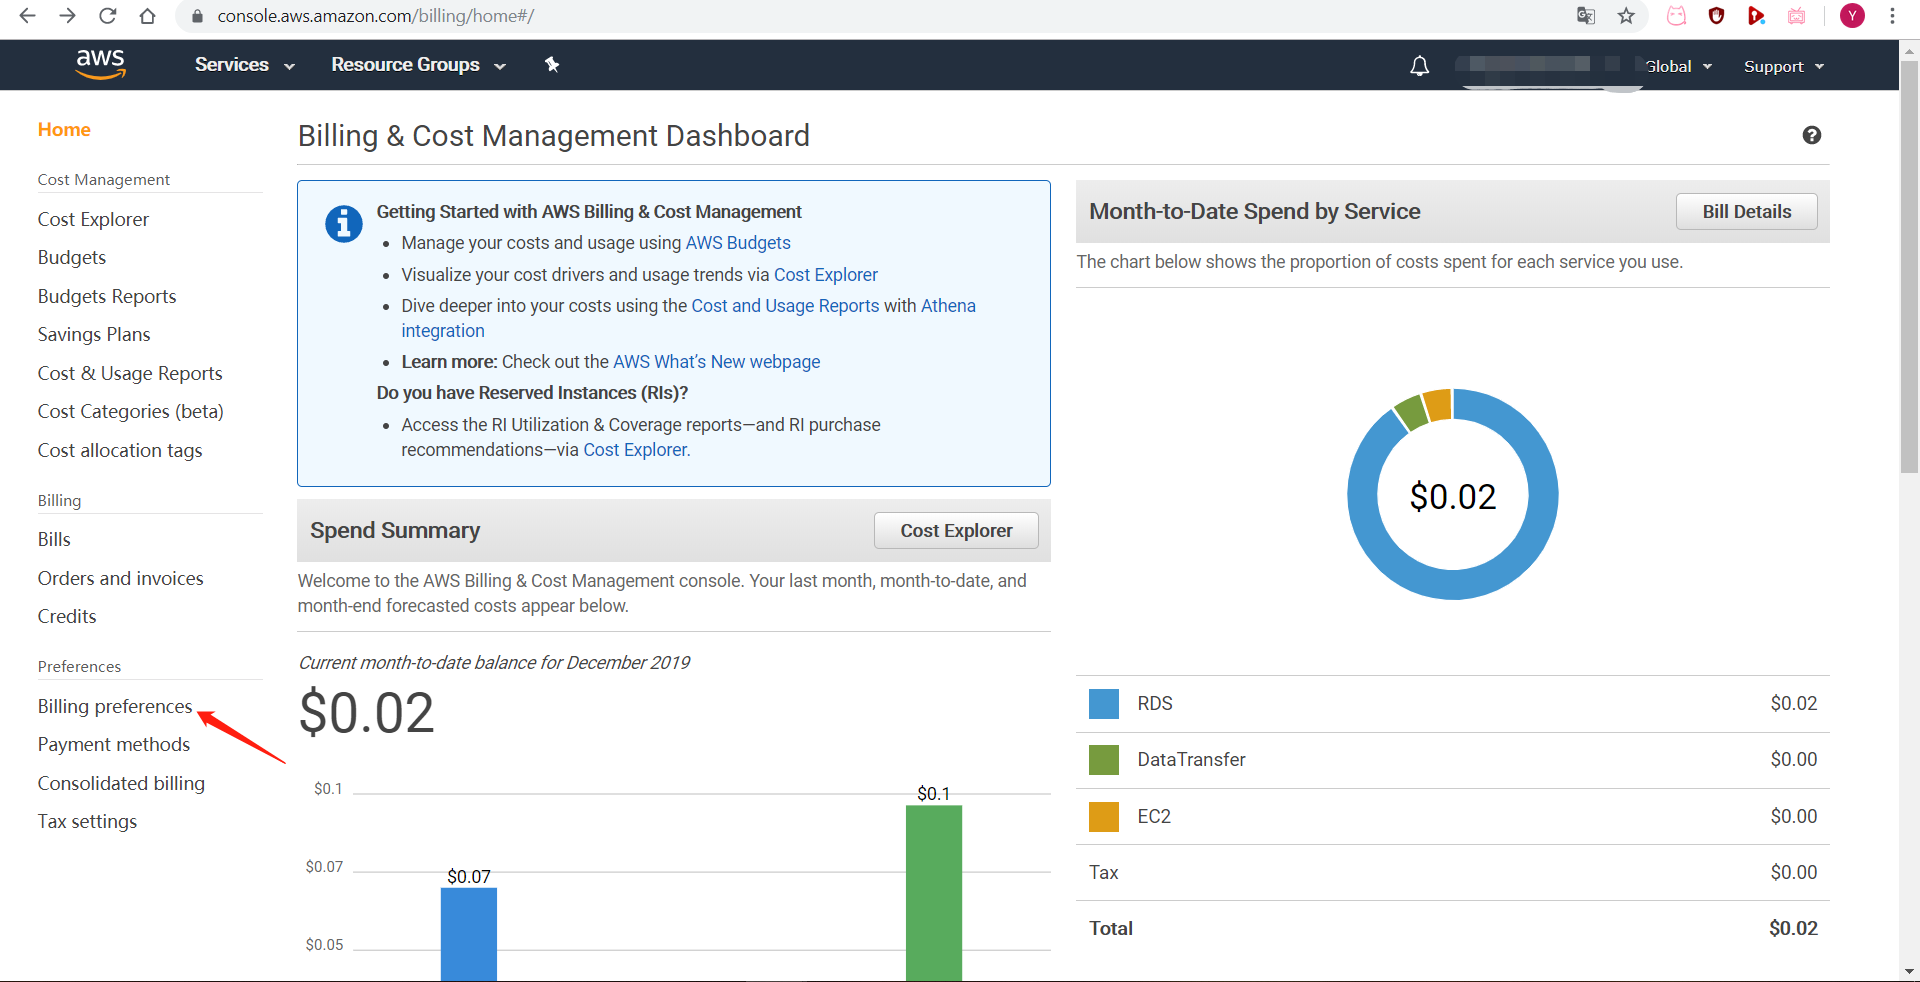 console.aws.amazon.com/billing/home#/
Y
aws
Services
Resource Groups
Global
Support
Home
Cost Management
Cost Explorer
Budgets
Budgets Reports
Savings Plans
Cost & Usage Reports
Cost Categories (beta)
Cost allocation tags
Billing
Bills
Orders and invoices
Credits
Preferences
Billing preferences
Payment methods
Consolidated billing
Tax settings
Billing & Cost Management Dashboard
Getting Started with AWS Billing & Cost Management
Manage your costs and usage using AWS Budgets
Visualize your cost drivers and usage trends via Cost Explorer
Dive deeper into your costs using the Cost and Usage Reports with Athena
integration
Learn more: Check out the AWS What’s New webpage
Do you have Reserved Instances (RIs)?
Access the RI Utilization & Coverage reports—and RI purchase
recommendations—via Cost Explorer.
Spend Summary
Cost Explorer
Welcome to the AWS Billing & Cost Management console. Your last month, month-to-date, and
month-end forecasted costs appear below.
Current month-to-date balance for December 2019
$0.02
$0.1
$0.1
$0.07
$0.07
$0.05
Month-to-Date Spend by Service
Bill Details
The chart below shows the proportion of costs spent for each service you use.
$0.02
RDS $0.02
DataTransfer $0.00
EC2 $0.00
Tax $0.00
Total $0.02